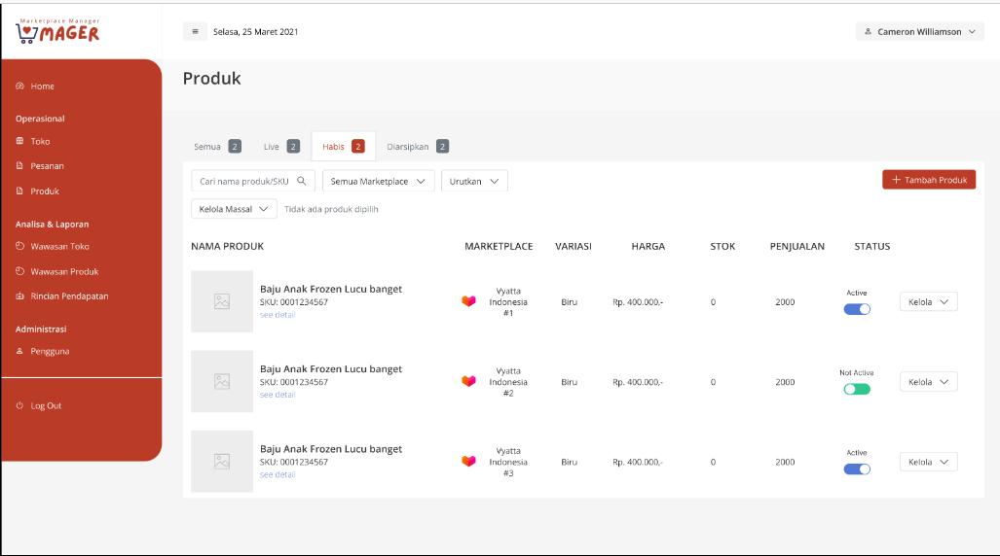 Marketplace Manager
MAGER
Selasa, 25 Maret 2021
Cameron Williamson
Home
Operasional
Toko
Pesanan
Produk
Analisa & Laporan
Wawasan Toko
Wawasan Produk
Rincian Pendapatan
Administrasi
Pengguna
Log Out
Produk
Semua 2 Live 2 Habis 2 Diarsipkan 2
Cari nama produk/SKU Semua Marketplace Urutkan + Tambah Produk
Kelola Massal Tidak ada produk dipilih
NAMA PRODUK MARKETPLACE VARIASI HARGA STOK PENJUALAN STATUS
Baju Anak Frozen Lucu banget
SKU: 0001234567
see detail
Vyatta
Indonesia
#1
Biru Rp. 400.000,- 0 2000
Active
Kelola
Baju Anak Frozen Lucu banget
SKU: 0001234567
see detail
Vyatta
Indonesia
#2
Biru Rp. 400.000,- 0 2000
Not Active
Kelola
Baju Anak Frozen Lucu banget
SKU: 0001234567
see detail
Vyatta
Indonesia
#3
Biru Rp. 400.000,- 0 2000
Active
Kelola